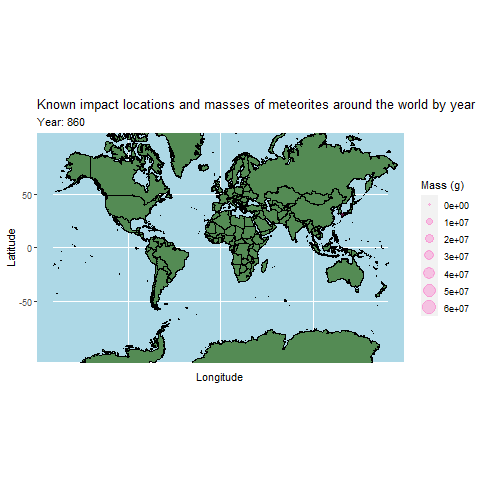 Known impact locations and masses of meteorites around the world by year
Year: 860
50
0
-50
Latitude
Longitude
Mass (g)
0e+00
1e+07
2e+07
3e+07
4e+07
5e+07
6e+07